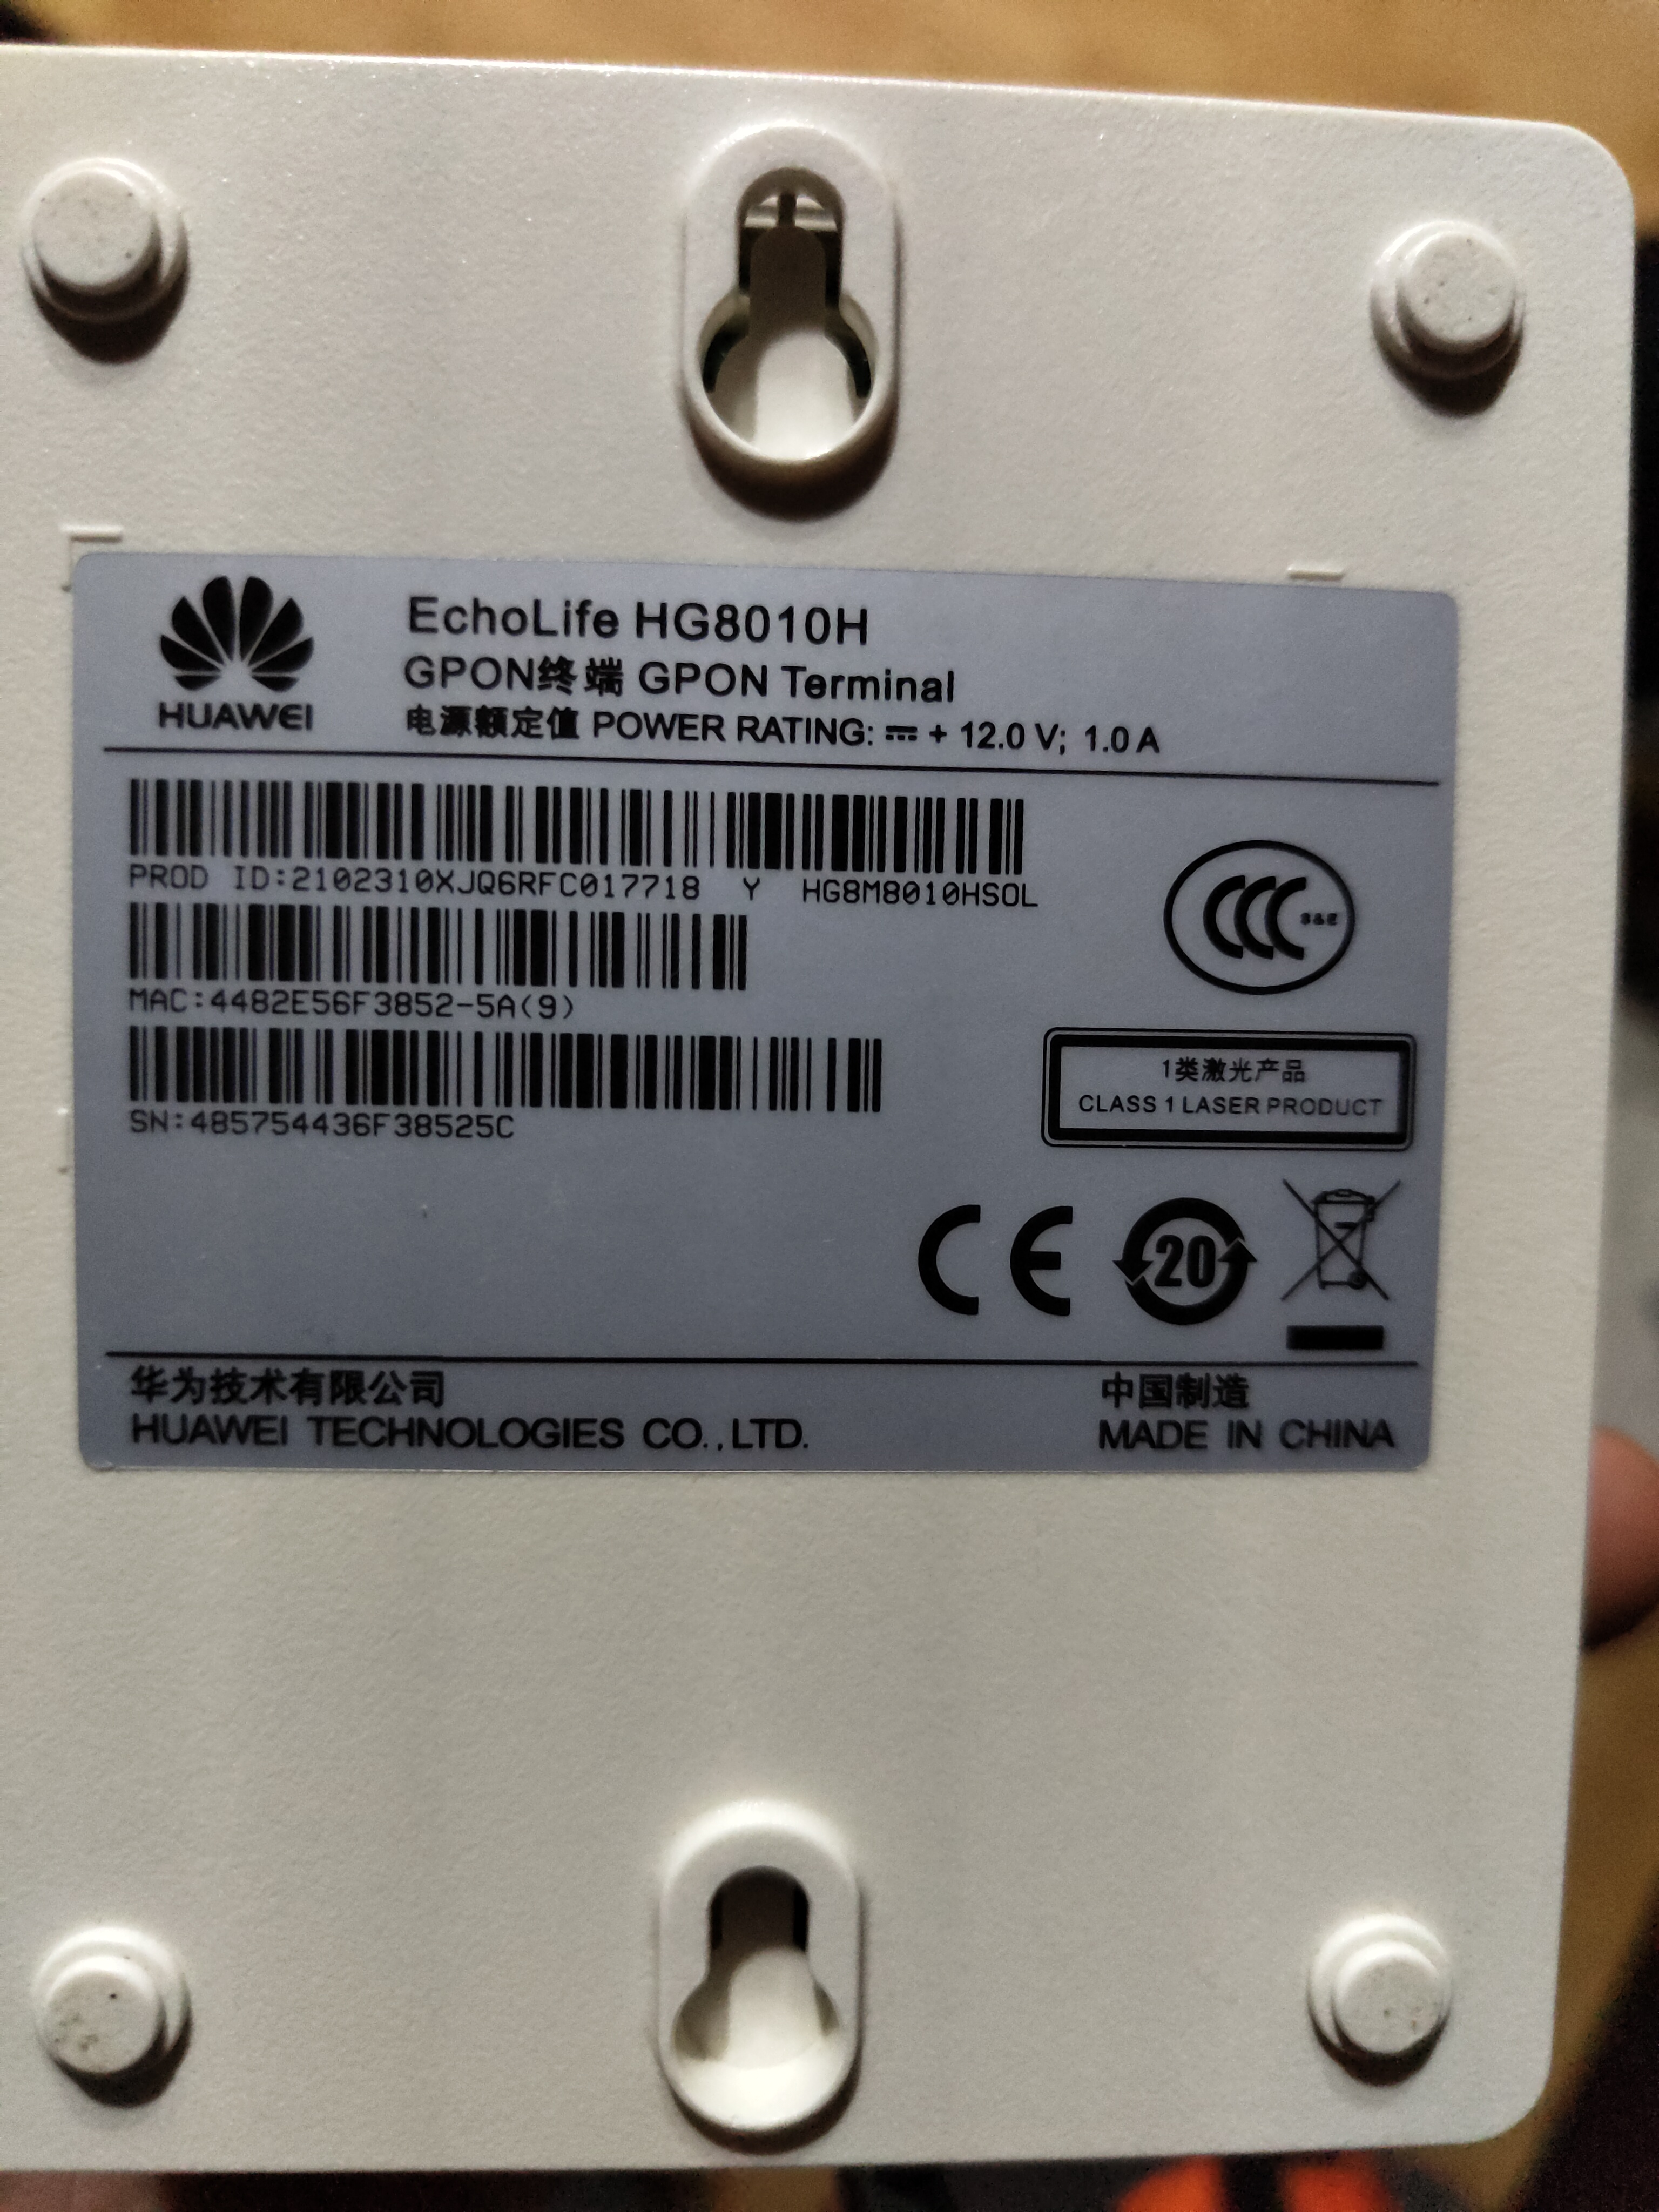 HUAWEI
EchoLife HG8010H
GPON终端 GPON Terminal
电源额定值 POWER RATING: ⎓ + 12.0 V; 1.0 A
PROD ID:2102310XJQ6RFC017718 Y HG8M8010HSOL
MAC:4482E56F3852-5A(9)
SN:485754436F38525C
CCC S&E
1类激光产品
CLASS 1 LASER PRODUCT
CE
20
华为技术有限公司
HUAWEI TECHNOLOGIES CO.,LTD.
中国制造
MADE IN CHINA